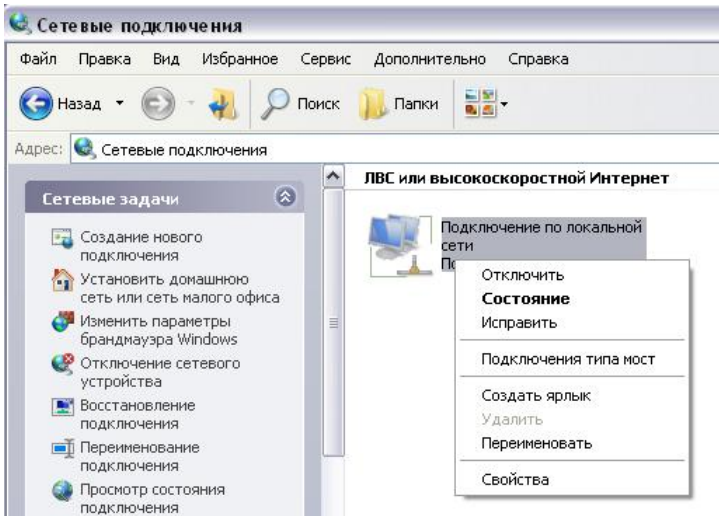 Сетевые подключения
Файл Правка Вид Избранное Сервис Дополнительно Справка
Назад Поиск Папки
Адрес: Сетевые подключения
Сетевые задачи
Создание нового
подключения
Установить домашнюю
сеть или сеть малого офиса
Изменить параметры
брандмауэра Windows
Отключение сетевого
устройства
Восстановление
подключения
Переименование
подключения
Просмотр состояния
подключения
ЛВС или высокоскоростной Интернет
Подключение по локальной
сети
Отключить
Состояние
Исправить
Подключения типа мост
Создать ярлык
Удалить
Переименовать
Свойства